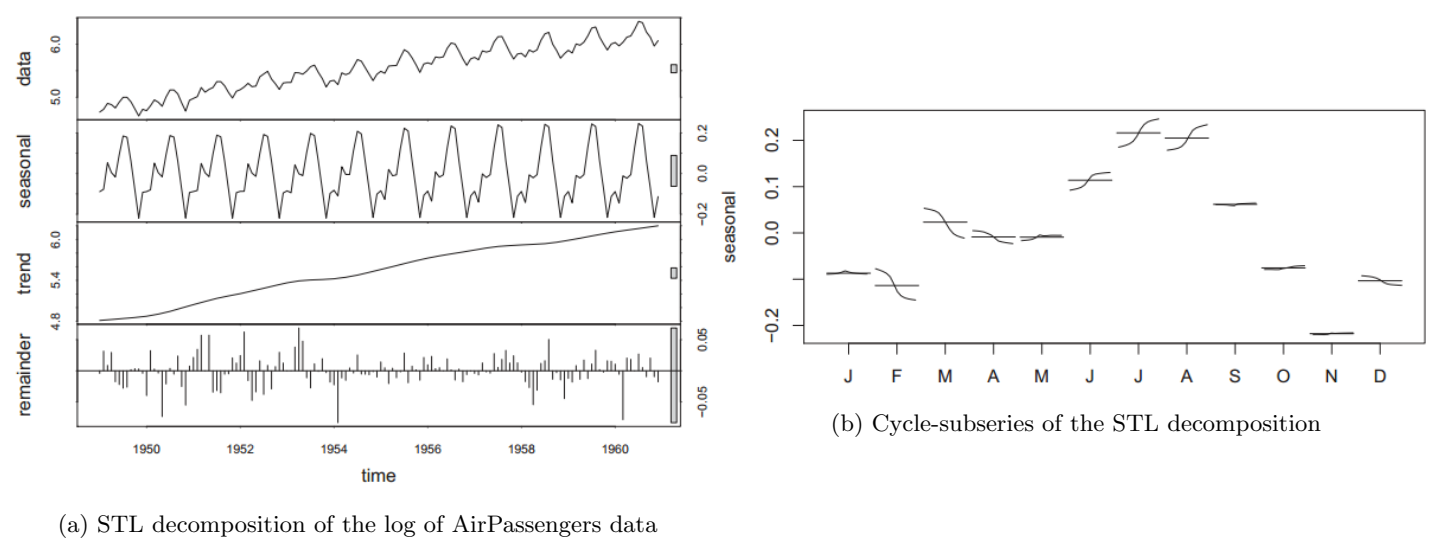 data
5.0
6.0
seasonal
−0.2
0.0
0.2
trend
4.8
5.4
6.0
remainder
−0.05
0.05
1950 1952 1954 1956 1958 1960
time
(a) STL decomposition of the log of AirPassengers data
seasonal
−0.2
0.0
0.1
0.2
J F M A M J J A S O N D
(b) Cycle-subseries of the STL decomposition